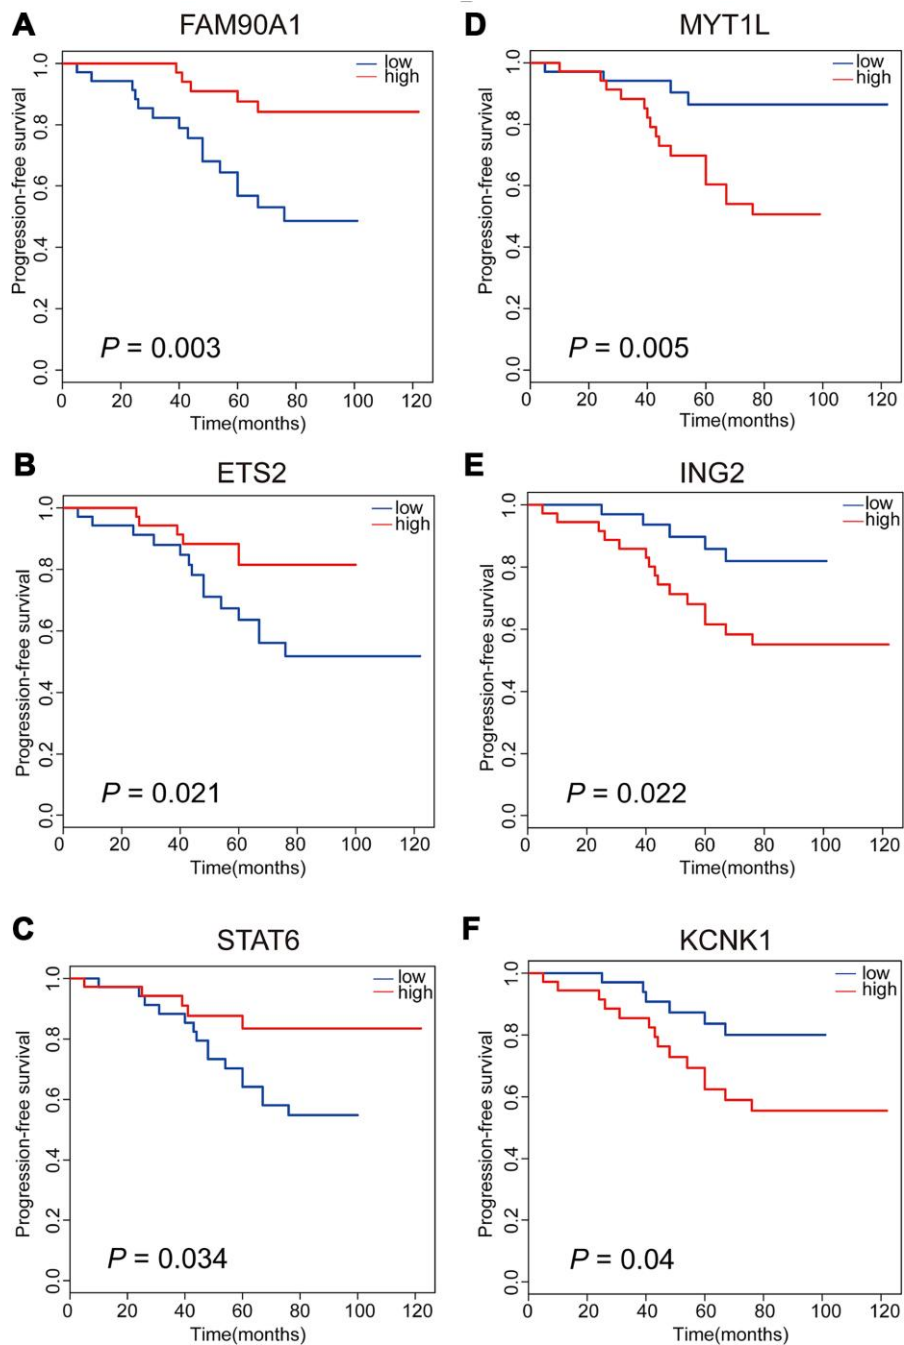 A
FAM90A1
low
high
Progression-free survival
1.0
0.8
0.6
0.4
0.2
0.0
P = 0.003
0 20 40 60 80 100 120
Time(months)
D
MYT1L
low
high
Progression-free survival
1.0
0.8
0.6
0.4
0.2
0.0
P = 0.005
0 20 40 60 80 100 120
Time(months)
B
ETS2
low
high
Progression-free survival
1.0
0.8
0.6
0.4
0.2
0.0
P = 0.021
0 20 40 60 80 100 120
Time(months)
E
ING2
low
high
Progression-free survival
1.0
0.8
0.6
0.4
0.2
0.0
P = 0.022
0 20 40 60 80 100 120
Time(months)
C
STAT6
low
high
Progression-free survival
1.0
0.8
0.6
0.4
0.2
0.0
P = 0.034
0 20 40 60 80 100 120
Time(months)
F
KCNK1
low
high
Progression-free survival
1.0
0.8
0.6
0.4
0.2
0.0
P = 0.04
0 20 40 60 80 100 120
Time(months)